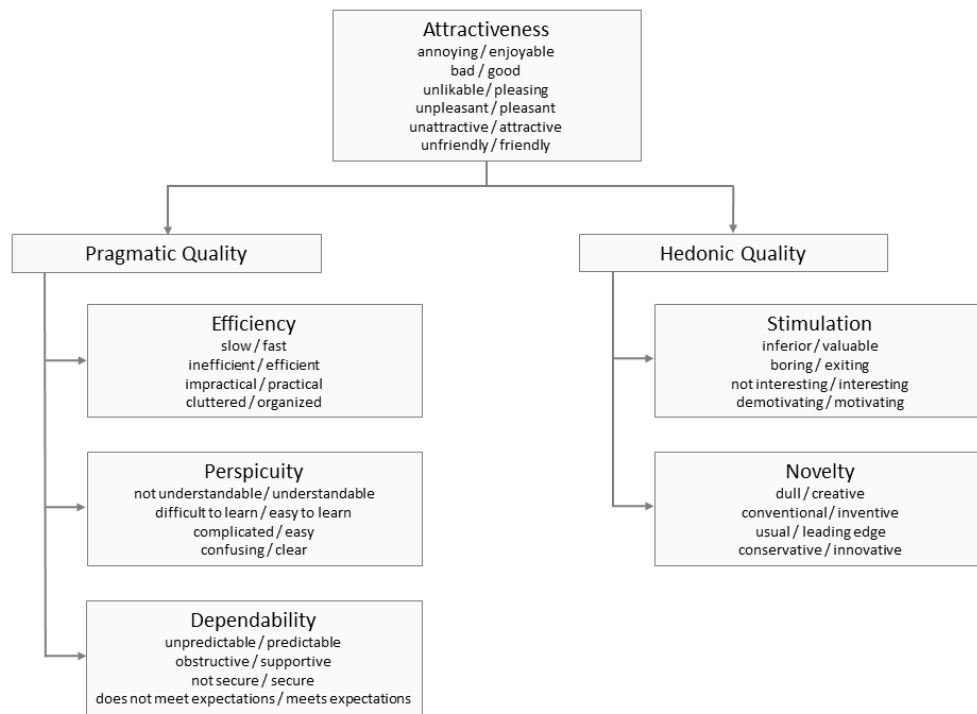 Attractiveness
annoying / enjoyable
bad / good
unlikable / pleasing
unpleasant / pleasant
unattractive / attractive
unfriendly / friendly
Pragmatic Quality
Efficiency
slow / fast
inefficient / efficient
impractical / practical
cluttered / organized
Perspicuity
not understandable / understandable
difficult to learn / easy to learn
complicated / easy
confusing / clear
Dependability
unpredictable / predictable
obstructive / supportive
not secure / secure
does not meet expectations / meets expectations
Hedonic Quality
Stimulation
inferior / valuable
boring / exiting
not interesting / interesting
demotivating / motivating
Novelty
dull / creative
conventional / inventive
usual / leading edge
conservative / innovative